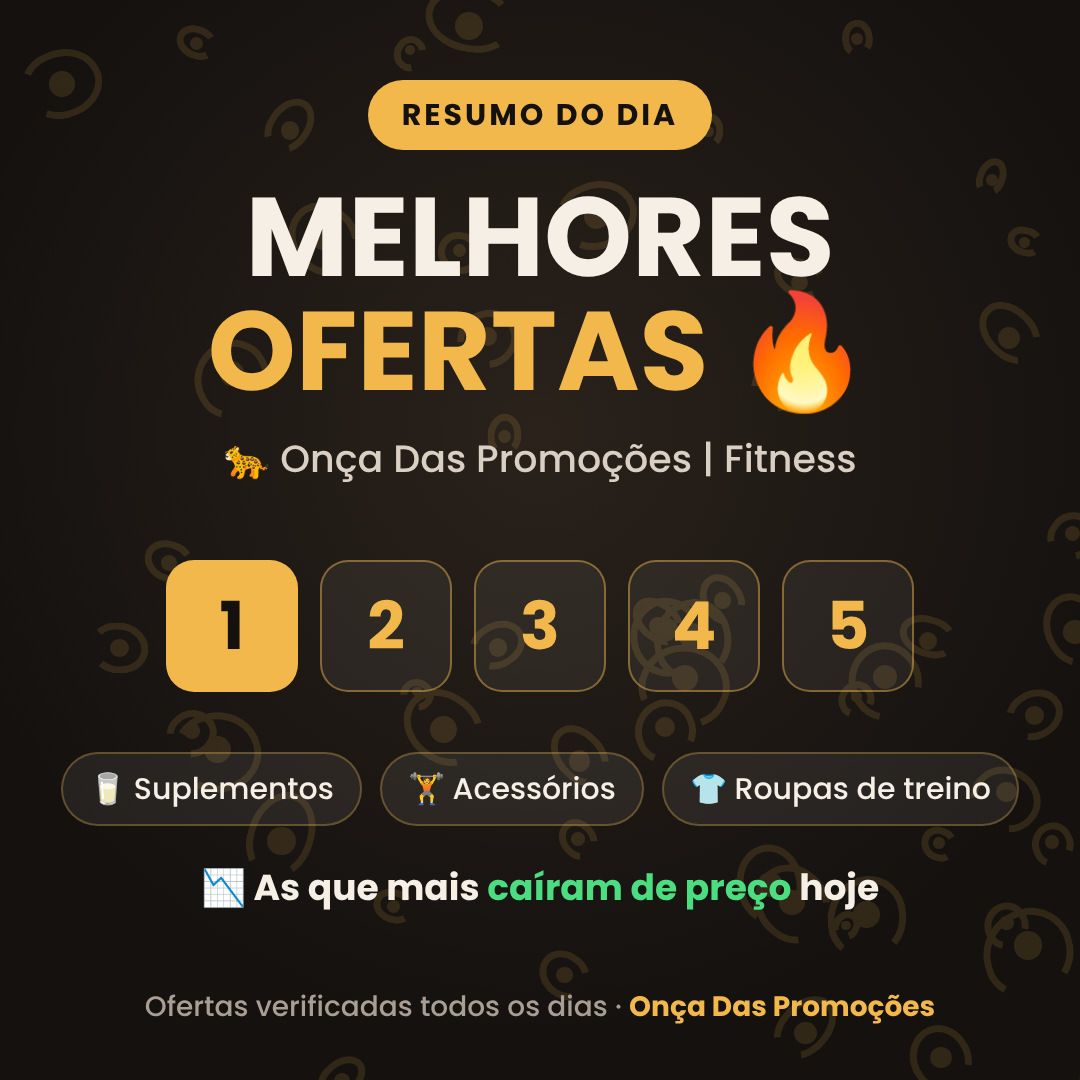 RESUMO DO DIA
MELHORES
OFERTAS 🔥
🐆 Onça Das Promoções | Fitness
1 2 3 4 5
🥛 Suplementos 🏋️ Acessórios 👕 Roupas de treino
📉 As que mais caíram de preço hoje
Ofertas verificadas todos os dias · Onça Das Promoções